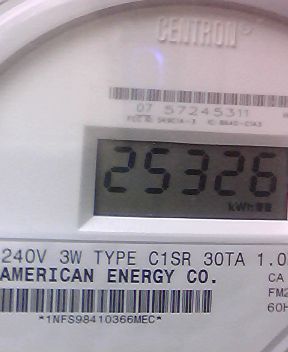 CENTRON
07 57245311
25326
kWh
240V 3W TYPE C1SR 30TA 1.0
AMERICAN ENERGY CO.
CA
FM2
60H
*1NFS98410366MEC*